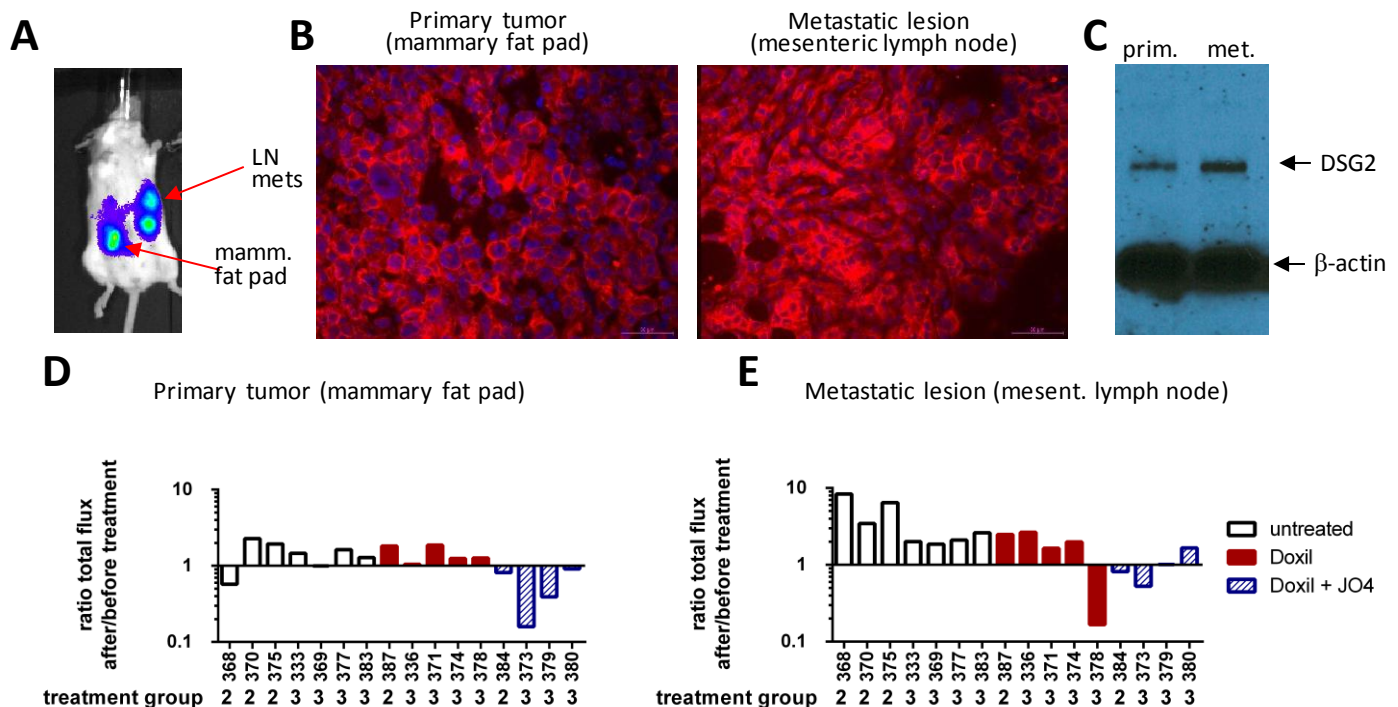 A
LN
mets
mamm.
fat pad
B
Primary tumor
(mammary fat pad)
Metastatic lesion
(mesenteric lymph node)
C
prim. met.
DSG2
β-actin
D
Primary tumor (mammary fat pad)
ratio total flux
after/before treatment
10
1
0.1
368 370 375 333 369 377 383 387 336 371 374 378 384 373 379 380
treatment group 2 2 2 3 3 3 3 2 3 3 3 3 2 3 3 3
E
Metastatic lesion (mesent. lymph node)
ratio total flux
after/before treatment
10
1
0.1
368 370 375 333 369 377 383 387 336 371 374 378 384 373 379 380
treatment group 2 2 2 3 3 3 3 2 3 3 3 3 2 3 3 3
untreated
Doxil
Doxil + JO4